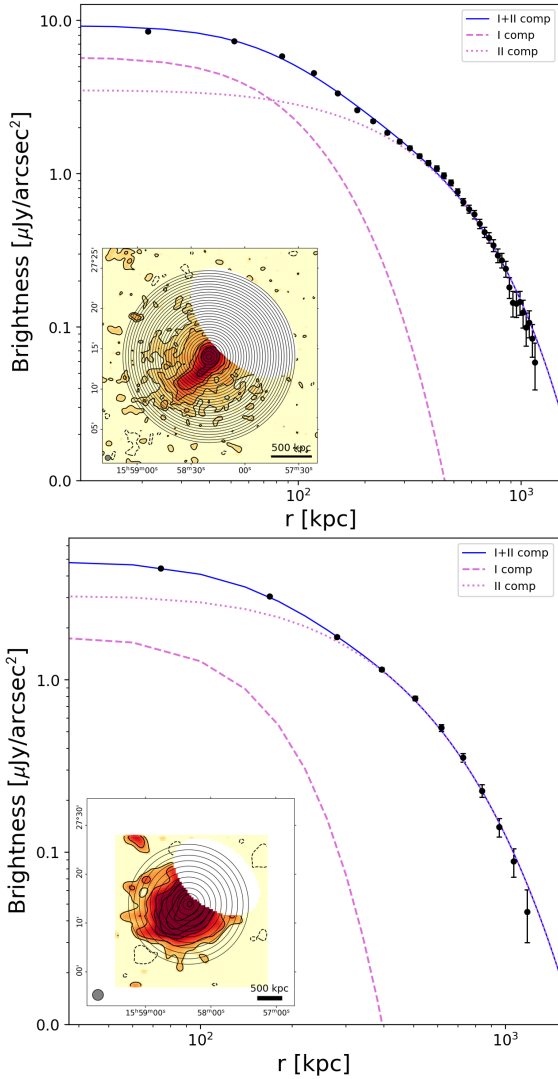 10.0
1.0
0.1
0.0
Brightness [μJy/arcsec²]
I+II comp
I comp
II comp
27°25'
20'
15'
10'
05'
500 kpc
15ʰ59ᵐ00ˢ
58ᵐ30ˢ
00ˢ
57ᵐ30ˢ
10²
10³
r [kpc]
1.0
0.1
0.0
Brightness [μJy/arcsec²]
I+II comp
I comp
II comp
27°30'
20'
10'
00'
500 kpc
15ʰ59ᵐ00ˢ
58ᵐ00ˢ
57ᵐ00ˢ
10²
10³
r [kpc]